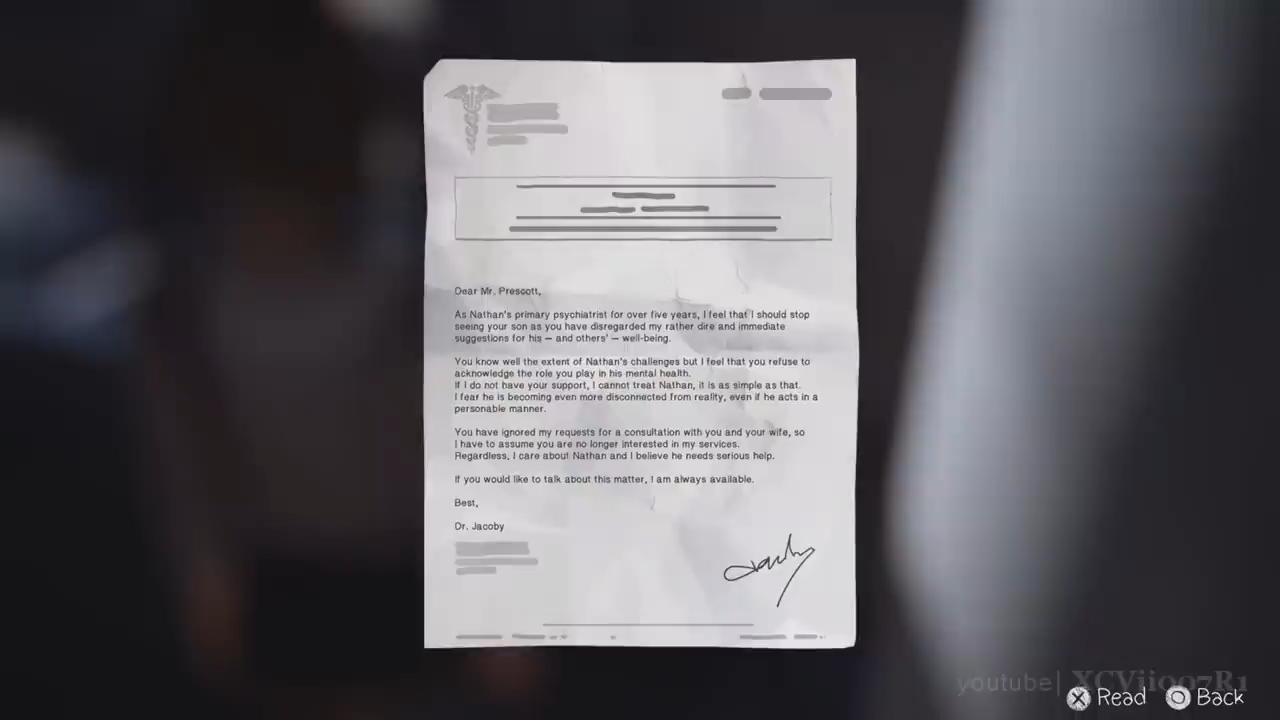 Dear Mr. Prescott,
As Nathan's primary psychiatrist for over five years, I feel that I should stop
seeing your son as you have disregarded my rather dire and immediate
suggestions for his — and others' — well-being.
You know well the extent of Nathan's challenges but I feel that you refuse to
acknowledge the role you play in his mental health.
If I do not have your support, I cannot treat Nathan, it is as simple as that.
I fear he is becoming even more disconnected from reality, even if he acts in a
personable manner.
You have ignored my requests for a consultation with you and your wife, so
I have to assume you are no longer interested in my services.
Regardless, I care about Nathan and I believe he needs serious help.
If you would like to talk about this matter, I am always available.
Best,
Dr. Jacoby
youtube| XCVii007R1
Read Back